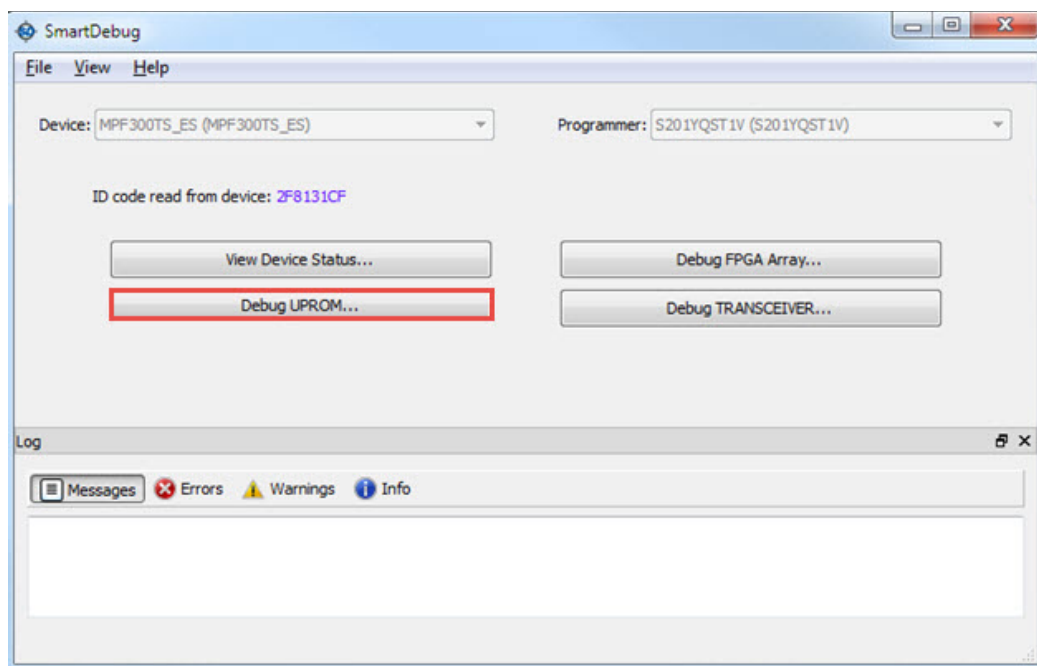 SmartDebug
File View Help
Device: MPF300TS_ES (MPF300TS_ES) Programmer: S201YQST1V (S201YQST1V)
ID code read from device: 2F8131CF
View Device Status... Debug FPGA Array...
Debug UPROM... Debug TRANSCEIVER...
Log
Messages Errors Warnings Info